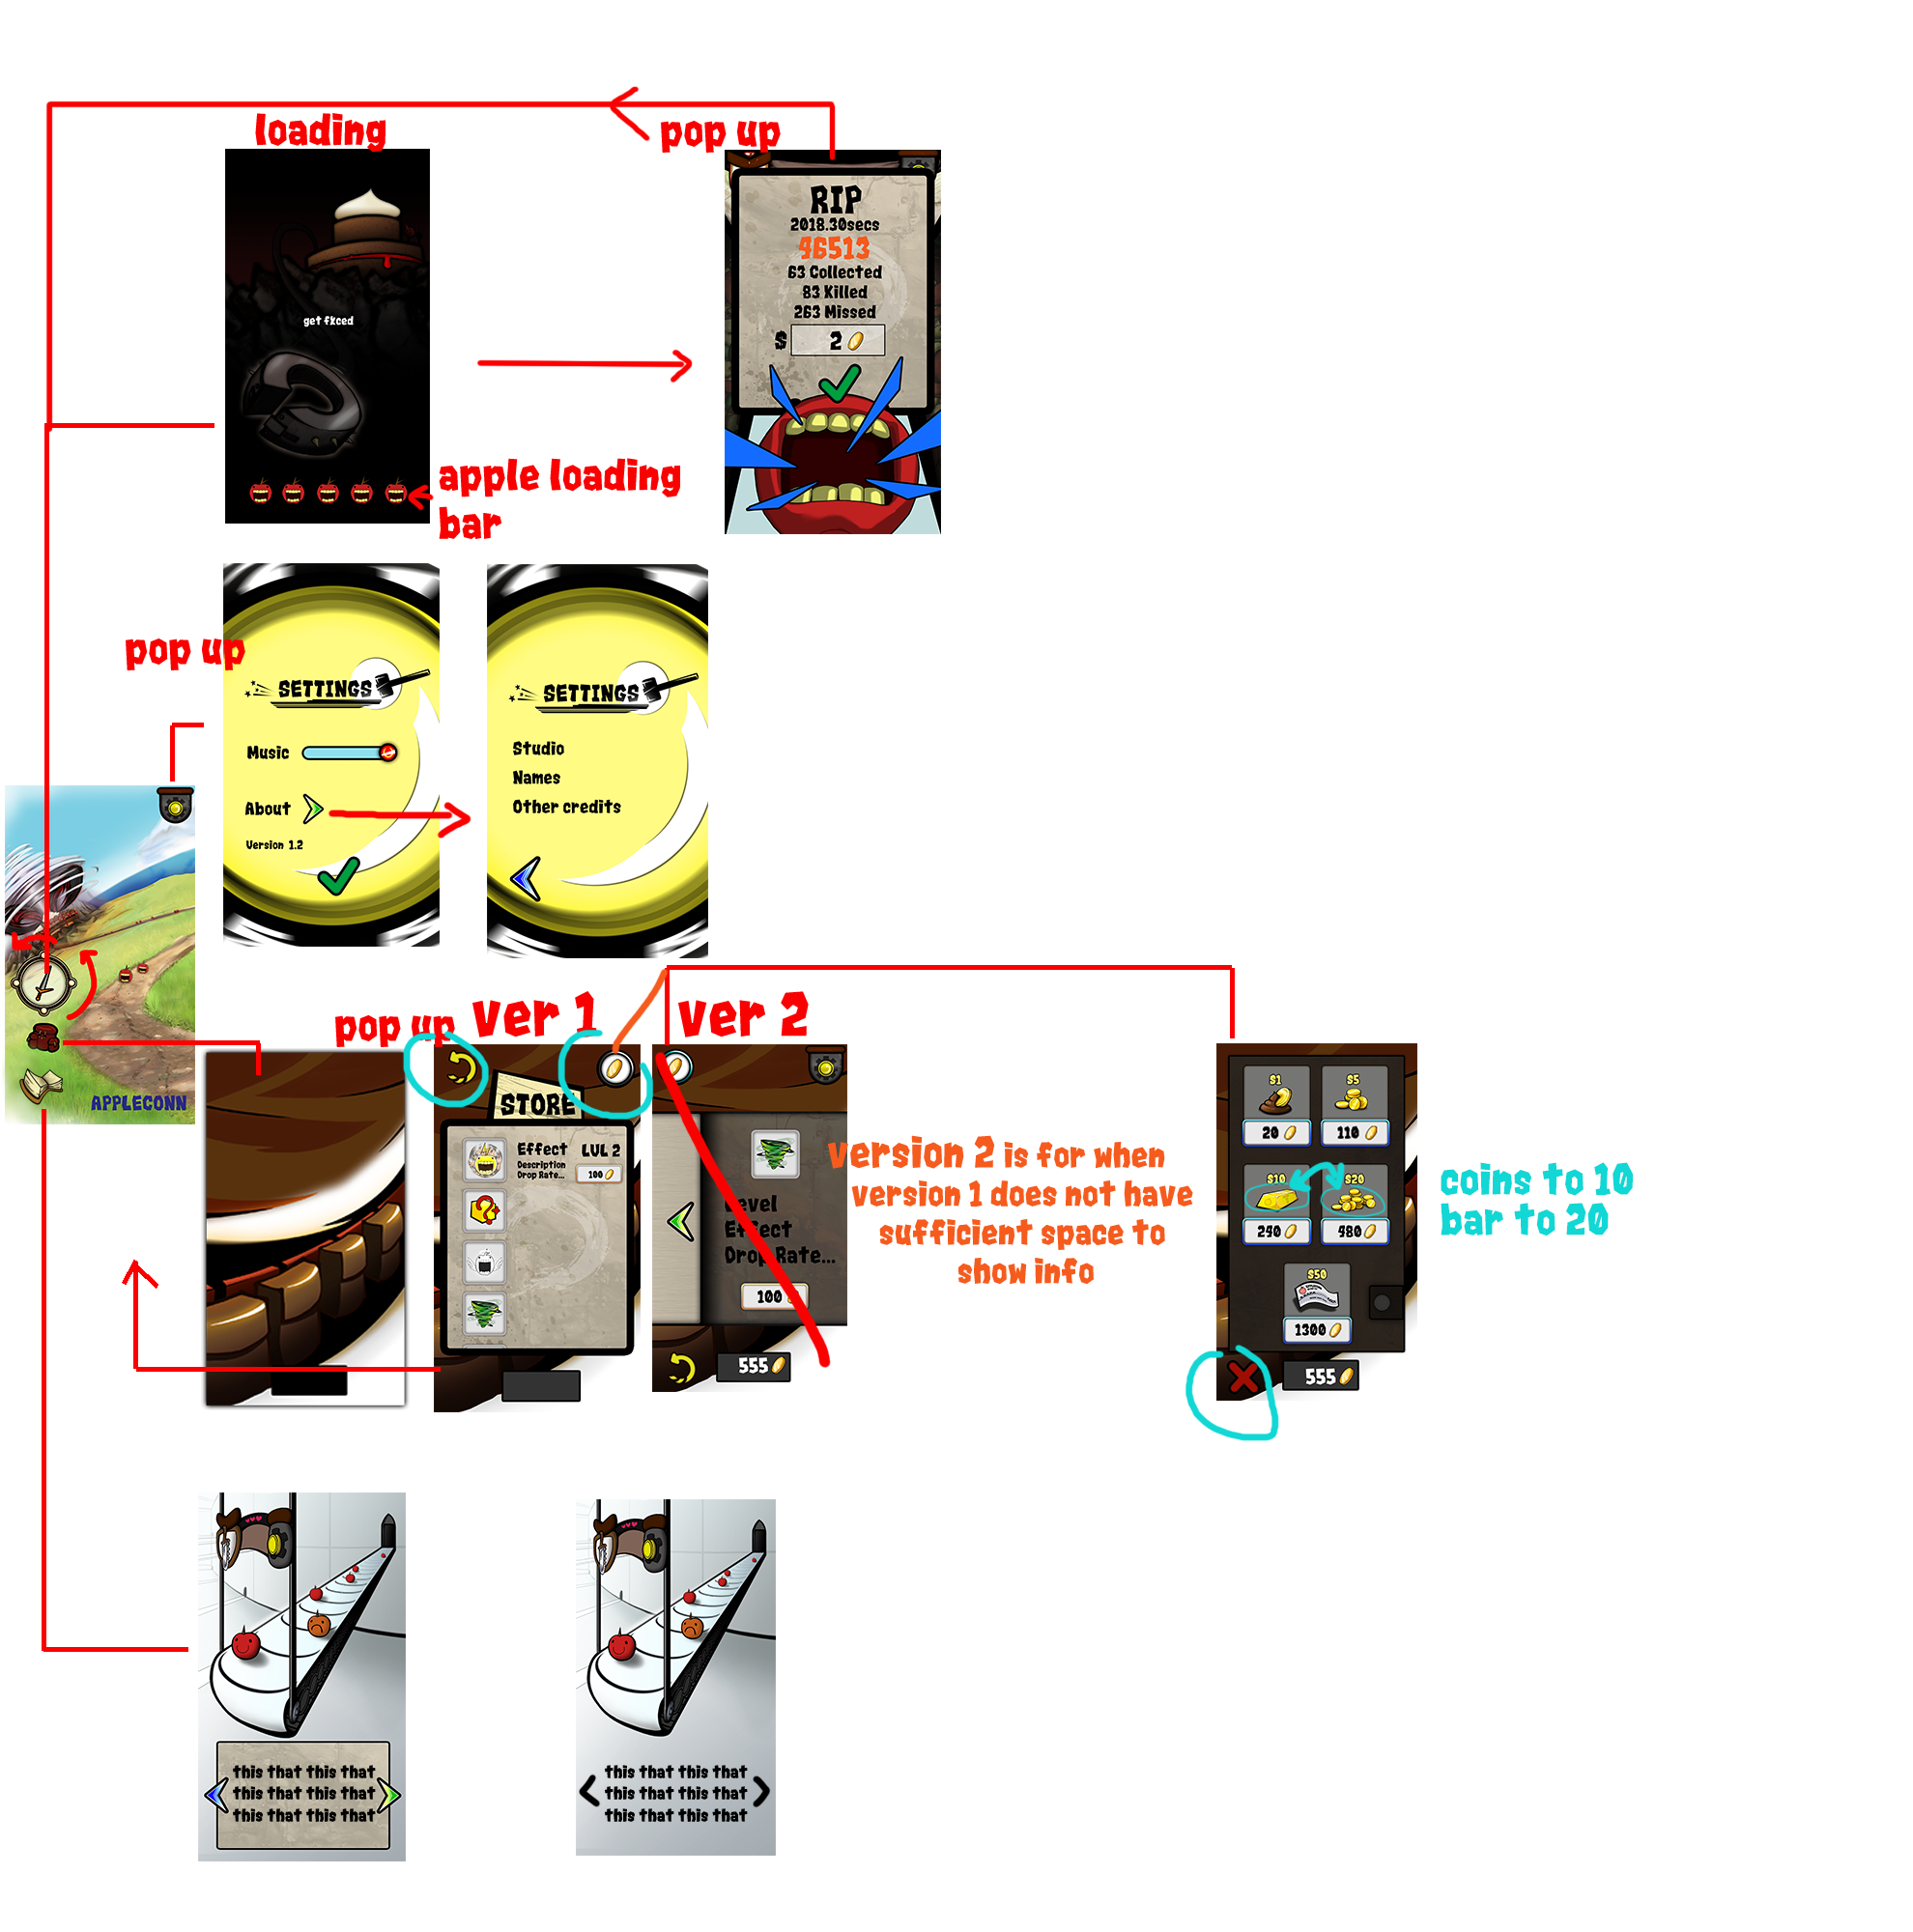 loading
pop up
get fkced
apple loading
bar
RIP
2018.30secs
46513
63 Collected
83 Killed
263 Missed
$ 2
pop up
SETTINGS
Music
About
Version 1.2
SETTINGS
Studio
Names
Other credits
APPLECONN
pop up
ver 1
STORE
Effect LVL 2
Description
Drop Rate...
100
ver 2
Level
Effect
Drop Rate...
100
555
version 2 is for when
version 1 does not have
sufficient space to
show info
$1 $5
20 110
$10 $20
240 480
$50
1300
555
coins to 10
bar to 20
this that this that
this that this that
this that this that
this that this that
this that this that
this that this that